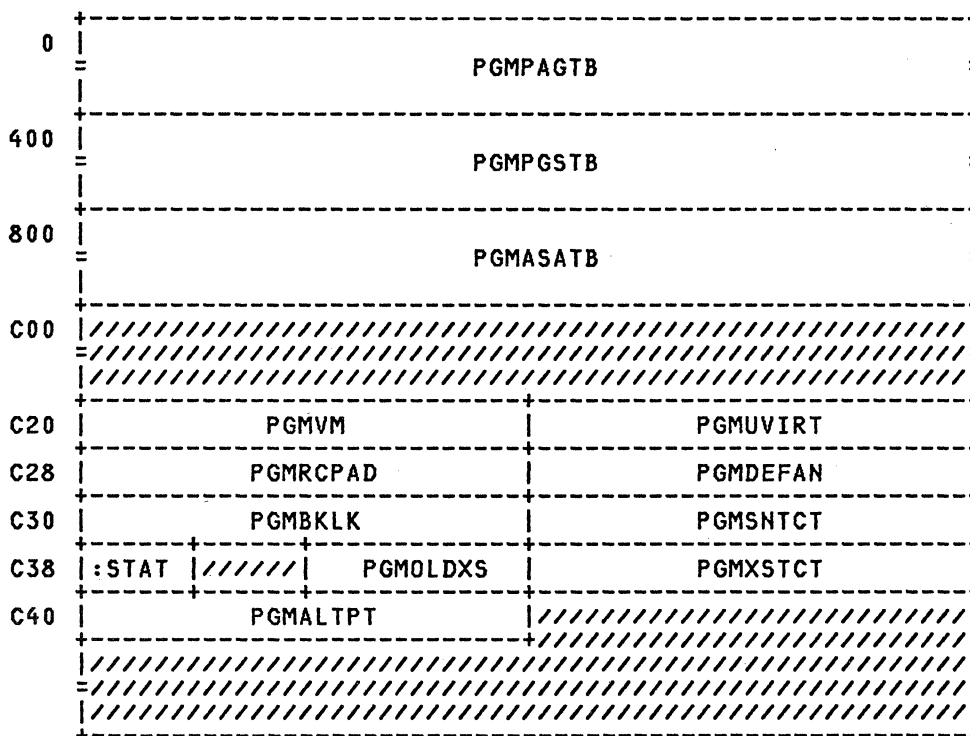 0 PGMPAGTB
400 PGMPGSTB
800 PGMASATB
C00
C20 PGMVM PGMUVIRT
C28 PGMRCPAD PGMDEFAN
C30 PGMBKLK PGMSNTCT
C38 :STAT ////// PGMOLDXS PGMXSTCT
C40 PGMALTPT